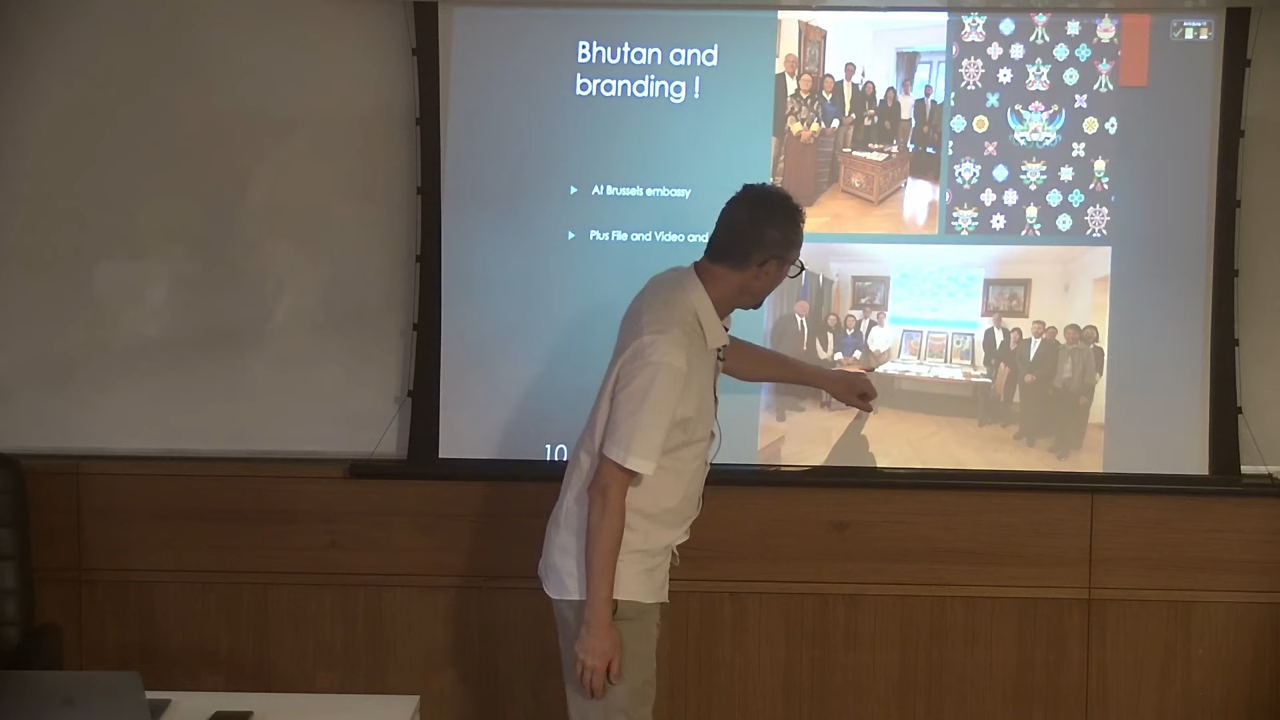 Bhutan and
branding !
At Brussels embassy
Plus File and Video and
10